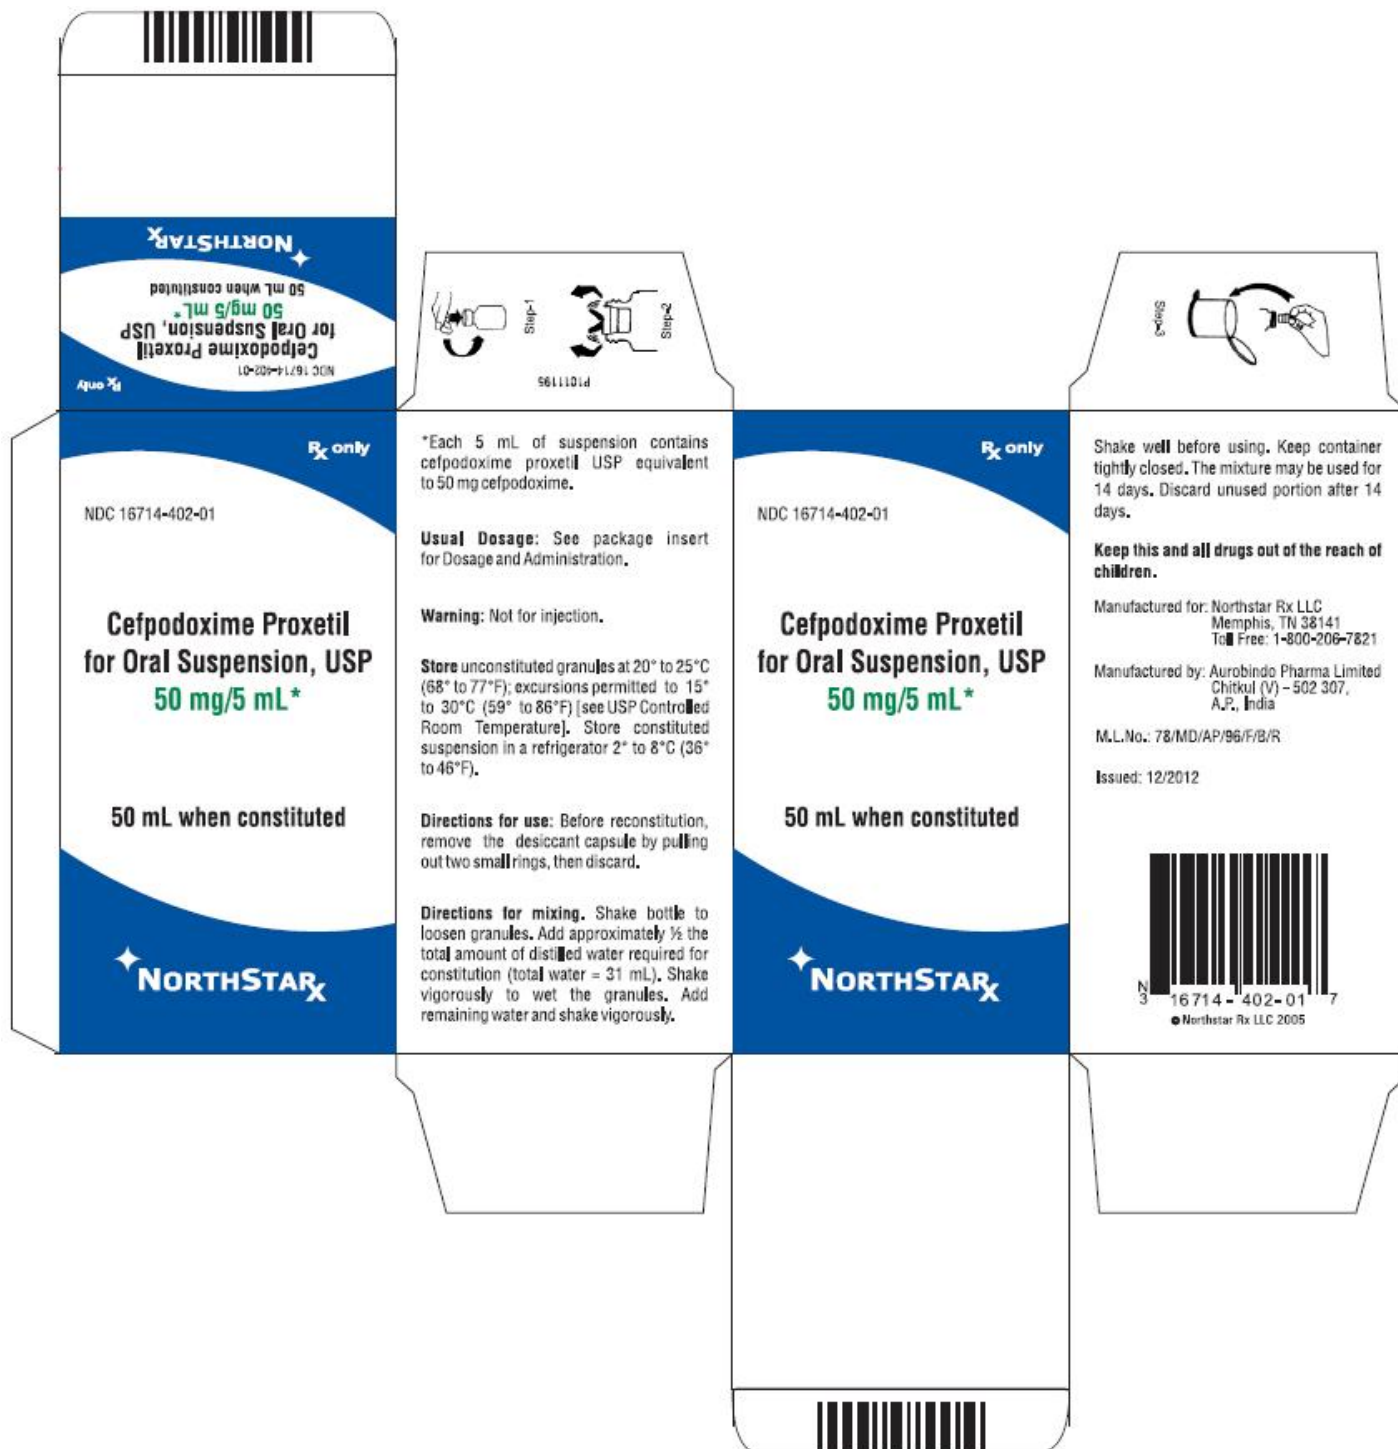 NORTHSTARx
50 mL when constituted
50 mg/5 mL*
for Oral Suspension, USP
Cefpodoxime Proxetil
NDC 16714-402-01
Rx only
Step-1
Step-2
P1011195
Step-3
Rx only
NDC 16714-402-01
Cefpodoxime Proxetil
for Oral Suspension, USP
50 mg/5 mL*
50 mL when constituted
NORTHSTARx
*Each 5 mL of suspension contains
cefpodoxime proxetil USP equivalent
to 50 mg cefpodoxime.
Usual Dosage: See package insert
for Dosage and Administration.
Warning: Not for injection.
Store unconstituted granules at 20° to 25°C
(68° to 77°F); excursions permitted to 15°
to 30°C (59° to 86°F) [see USP Controlled
Room Temperature]. Store constituted
suspension in a refrigerator 2° to 8°C (36°
to 46°F).
Directions for use: Before reconstitution,
remove the desiccant capsule by pulling
out two small rings, then discard.
Directions for mixing. Shake bottle to
loosen granules. Add approximately ½ the
total amount of distilled water required for
constitution (total water = 31 mL). Shake
vigorously to wet the granules. Add
remaining water and shake vigorously.
Rx only
NDC 16714-402-01
Cefpodoxime Proxetil
for Oral Suspension, USP
50 mg/5 mL*
50 mL when constituted
NORTHSTARx
Shake well before using. Keep container
tightly closed. The mixture may be used for
14 days. Discard unused portion after 14
days.
Keep this and all drugs out of the reach of
children.
Manufactured for: Northstar Rx LLC
Memphis, TN 38141
Toll Free: 1-800-206-7821
Manufactured by: Aurobindo Pharma Limited
Chitkul (V) – 502 307,
A.P., India
M.L.No.: 78/MD/AP/96/F/B/R
Issued: 12/2012
N
3 16714-402-01 7
© Northstar Rx LLC 2005